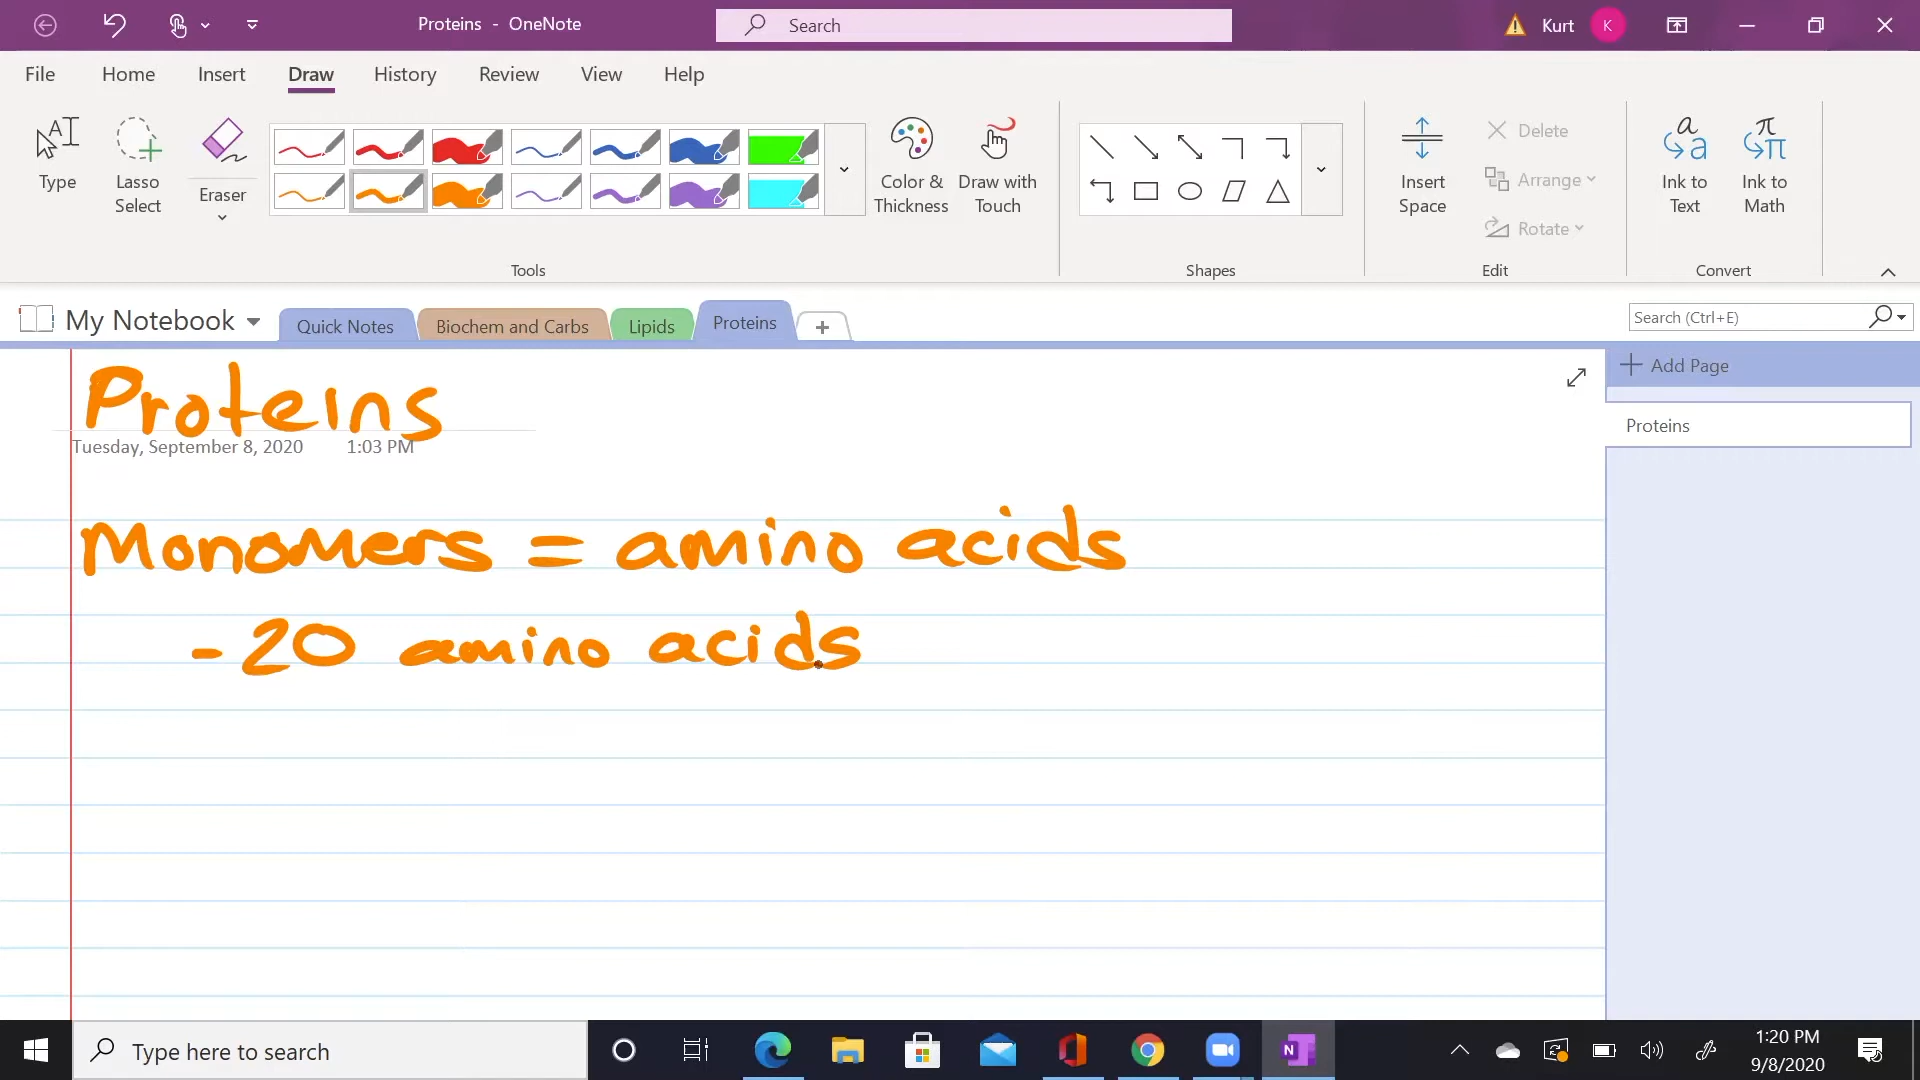 Proteins - OneNote
Search
Kurt
K
File Home Insert Draw History Review View Help
Type
Lasso Select
Eraser
Color & Thickness
Draw with Touch
Insert Space
Delete
Arrange
Rotate
Ink to Text
Ink to Math
Tools
Shapes
Edit
Convert
My Notebook
Quick Notes
Biochem and Carbs
Lipids
Proteins
Search (Ctrl+E)
Add Page
Proteins
Proteins
Tuesday, September 8, 2020 1:03 PM
Monomers = amino acids
- 20 amino acids
Type here to search
1:20 PM
9/8/2020